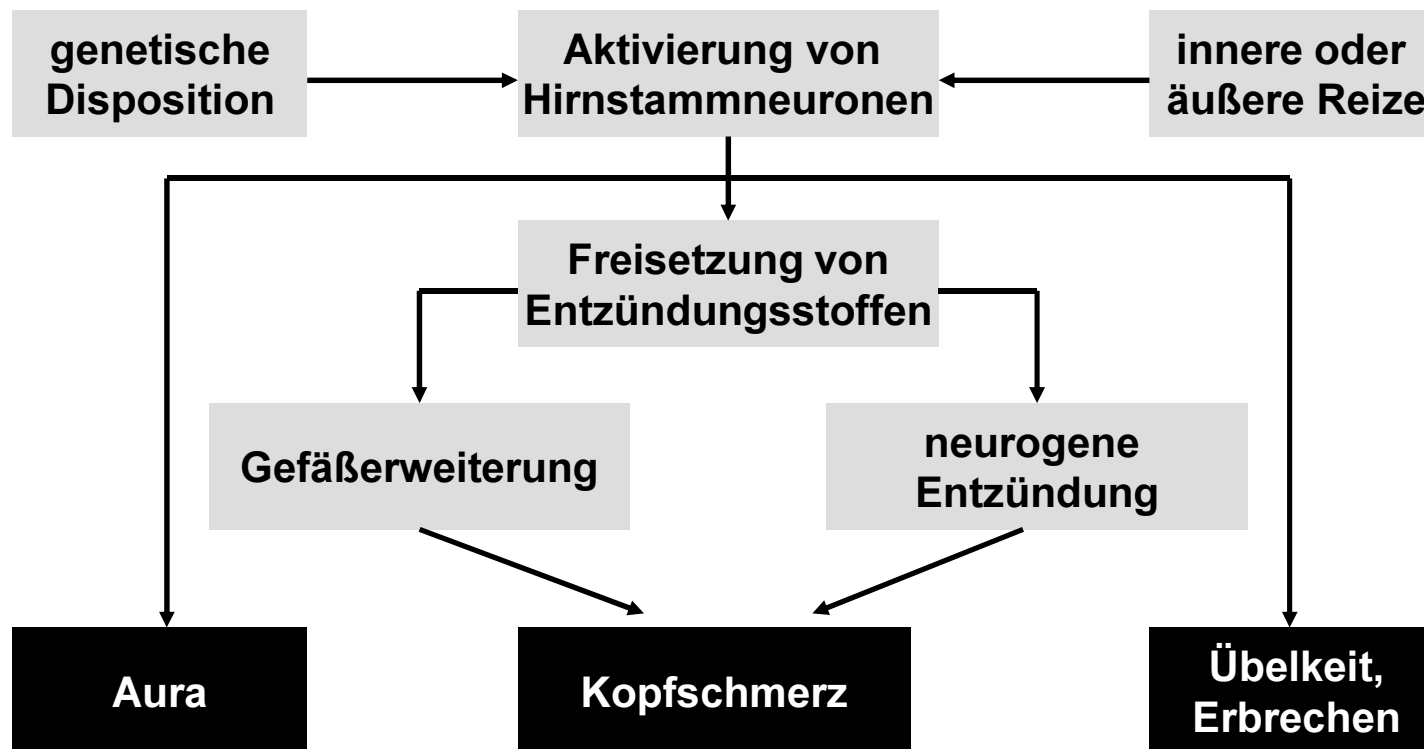 genetische
Disposition
Aktivierung von
Hirnstammneuronen
innere oder
äußere Reize
Freisetzung von
Entzündungsstoffen
Gefäßerweiterung
neurogene
Entzündung
Aura
Kopfschmerz
Übelkeit,
Erbrechen